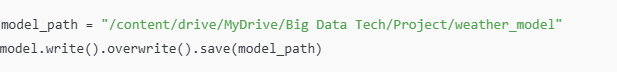 model_path = "/content/drive/MyDrive/Big Data Tech/Project/weather_model"
model.write().overwrite().save(model_path)